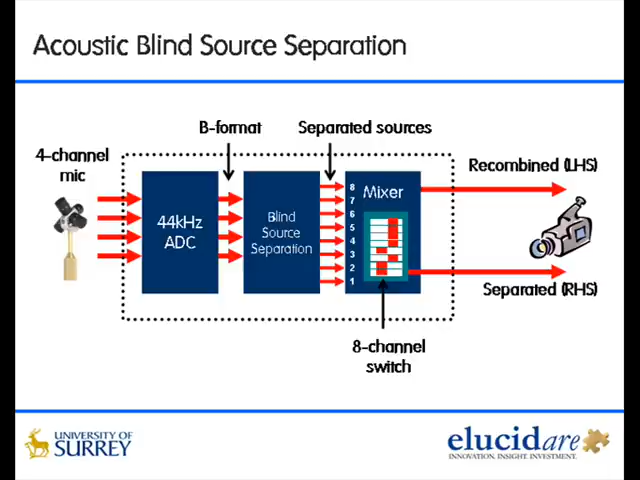 Acoustic Blind Source Separation
B-format
Separated sources
4-channel
mic
Recombined (LHS)
44kHz
ADC
Blind
Source
Separation
8
7
6
5
4
3
2
1
Mixer
Separated (RHS)
8-channel
switch
UNIVERSITY OF
SURREY
elucidare
INNOVATION. INSIGHT. INVESTMENT.